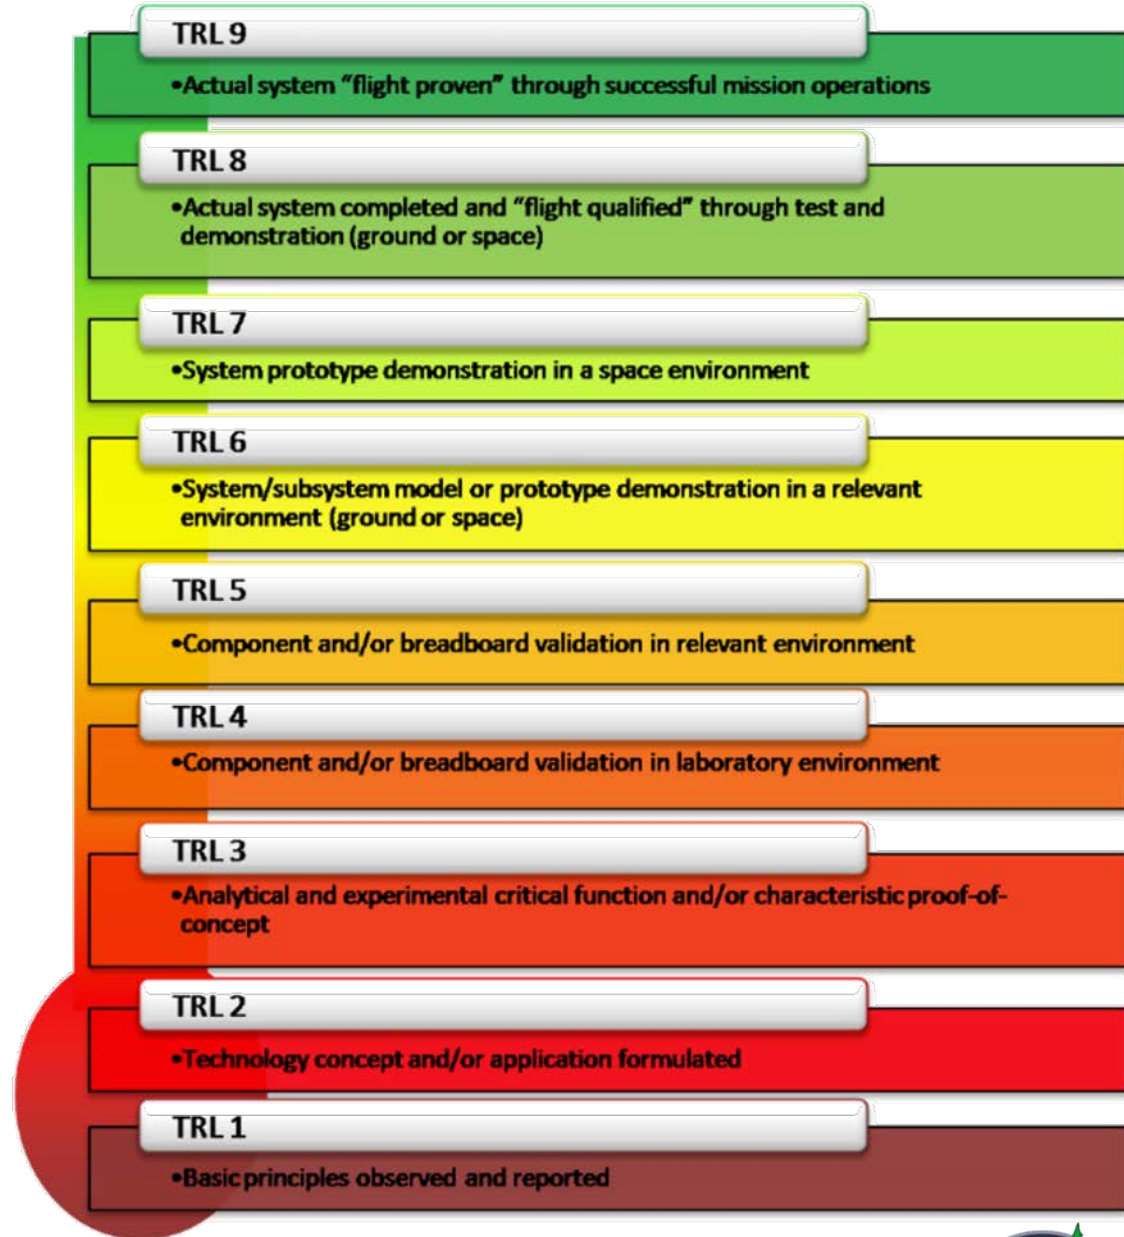 TRL 9
•Actual system “flight proven” through successful mission operations
TRL 8
•Actual system completed and “flight qualified” through test and
demonstration (ground or space)
TRL 7
•System prototype demonstration in a space environment
TRL 6
•System/subsystem model or prototype demonstration in a relevant
environment (ground or space)
TRL 5
•Component and/or breadboard validation in relevant environment
TRL 4
•Component and/or breadboard validation in laboratory environment
TRL 3
•Analytical and experimental critical function and/or characteristic proof-of-
concept
TRL 2
•Technology concept and/or application formulated
TRL 1
•Basic principles observed and reported